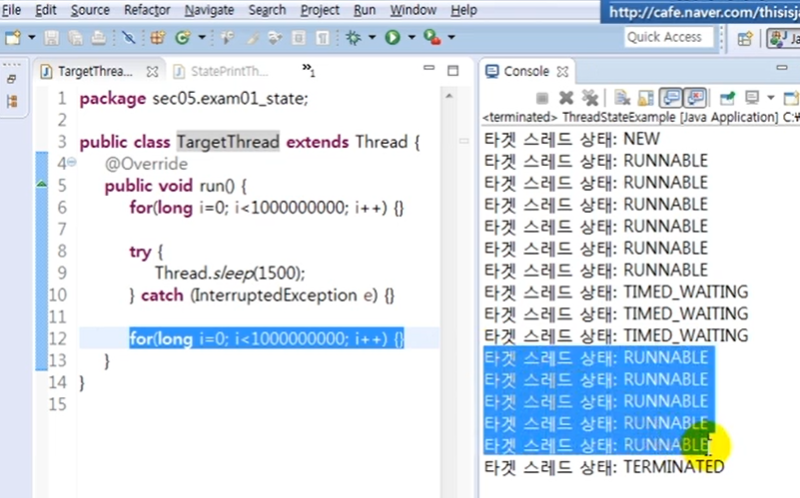 File Edit Source Refactor Navigate Search Project Run Window Help
http://cafe.naver.com/thisisj
Quick Access
Ja
TargetThrea...
StatePrintTh...
1
1 package sec05.exam01_state;
2
3 public class TargetThread extends Thread {
4 @Override
5 public void run() {
6 for(long i=0; i<1000000000; i++) {}
7
8 try {
9 Thread.sleep(1500);
10 } catch (InterruptedException e) {}
11
12 for(long i=0; i<1000000000; i++) {}
13 }
14 }
15
Console
<terminated> ThreadStateExample [Java Application] C:\
타겟 스레드 상태: NEW
타겟 스레드 상태: RUNNABLE
타겟 스레드 상태: RUNNABLE
타겟 스레드 상태: RUNNABLE
타겟 스레드 상태: RUNNABLE
타겟 스레드 상태: RUNNABLE
타겟 스레드 상태: RUNNABLE
타겟 스레드 상태: TIMED_WAITING
타겟 스레드 상태: TIMED_WAITING
타겟 스레드 상태: TIMED_WAITING
타겟 스레드 상태: RUNNABLE
타겟 스레드 상태: RUNNABLE
타겟 스레드 상태: RUNNABLE
타겟 스레드 상태: RUNNABLE
타겟 스레드 상태: RUNNABLE
타겟 스레드 상태: TERMINATED